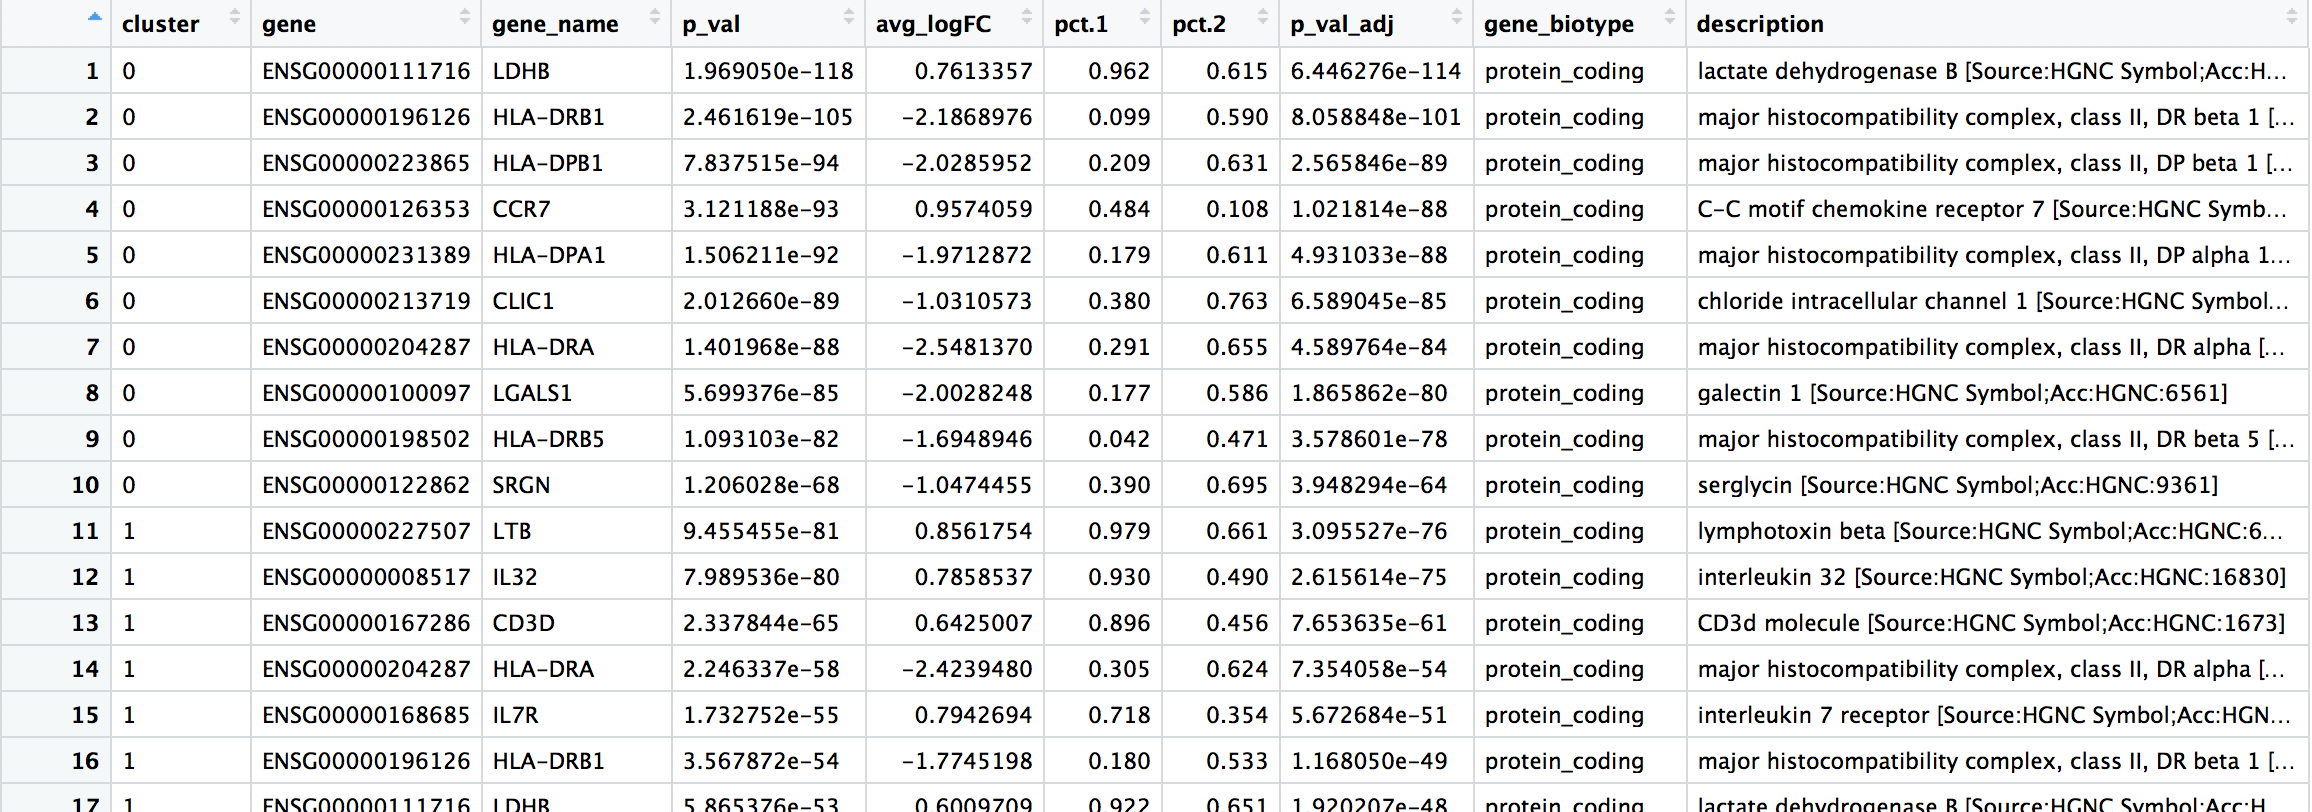 cluster gene gene_name p_val avg_logFC pct.1 pct.2 p_val_adj gene_biotype description
1 0 ENSG00000111716 LDHB 1.969050e-118 0.7613357 0.962 0.615 6.446276e-114 protein_coding lactate dehydrogenase B [Source:HGNC Symbol;Acc:H...
2 0 ENSG00000196126 HLA-DRB1 2.461619e-105 -2.1868976 0.099 0.590 8.058848e-101 protein_coding major histocompatibility complex, class II, DR beta 1 [...
3 0 ENSG00000223865 HLA-DPB1 7.837515e-94 -2.0285952 0.209 0.631 2.565846e-89 protein_coding major histocompatibility complex, class II, DP beta 1 [...
4 0 ENSG00000126353 CCR7 3.121188e-93 0.9574059 0.484 0.108 1.021814e-88 protein_coding C-C motif chemokine receptor 7 [Source:HGNC Symb...
5 0 ENSG00000231389 HLA-DPA1 1.506211e-92 -1.9712872 0.179 0.611 4.931033e-88 protein_coding major histocompatibility complex, class II, DP alpha 1...
6 0 ENSG00000213719 CLIC1 2.012660e-89 -1.0310573 0.380 0.763 6.589045e-85 protein_coding chloride intracellular channel 1 [Source:HGNC Symbol...
7 0 ENSG00000204287 HLA-DRA 1.401968e-88 -2.5481370 0.291 0.655 4.589764e-84 protein_coding major histocompatibility complex, class II, DR alpha [...
8 0 ENSG00000100097 LGALS1 5.699376e-85 -2.0028248 0.177 0.586 1.865862e-80 protein_coding galectin 1 [Source:HGNC Symbol;Acc:HGNC:6561]
9 0 ENSG00000198502 HLA-DRB5 1.093103e-82 -1.6948946 0.042 0.471 3.578601e-78 protein_coding major histocompatibility complex, class II, DR beta 5 [...
10 0 ENSG00000122862 SRGN 1.206028e-68 -1.0474455 0.390 0.695 3.948294e-64 protein_coding serglycin [Source:HGNC Symbol;Acc:HGNC:9361]
11 1 ENSG00000227507 LTB 9.455455e-81 0.8561754 0.979 0.661 3.095527e-76 protein_coding lymphotoxin beta [Source:HGNC Symbol;Acc:HGNC:6...
12 1 ENSG00000008517 IL32 7.989536e-80 0.7858537 0.930 0.490 2.615614e-75 protein_coding interleukin 32 [Source:HGNC Symbol;Acc:HGNC:16830]
13 1 ENSG00000167286 CD3D 2.337844e-65 0.6425007 0.896 0.456 7.653635e-61 protein_coding CD3d molecule [Source:HGNC Symbol;Acc:HGNC:1673]
14 1 ENSG00000204287 HLA-DRA 2.246337e-58 -2.4239480 0.305 0.624 7.354058e-54 protein_coding major histocompatibility complex, class II, DR alpha [...
15 1 ENSG00000168685 IL7R 1.732752e-55 0.7942694 0.718 0.354 5.672684e-51 protein_coding interleukin 7 receptor [Source:HGNC Symbol;Acc:HGN...
16 1 ENSG00000196126 HLA-DRB1 3.567872e-54 -1.7745198 0.180 0.533 1.168050e-49 protein_coding major histocompatibility complex, class II, DR beta 1 [...
17 1 ENSG00000111716 LDHB 5.865376e-53 0.6009709 0.922 0.651 1.920207e-48 protein_coding lactate dehydrogenase B [Source:HGNC Symbol;Acc:H...